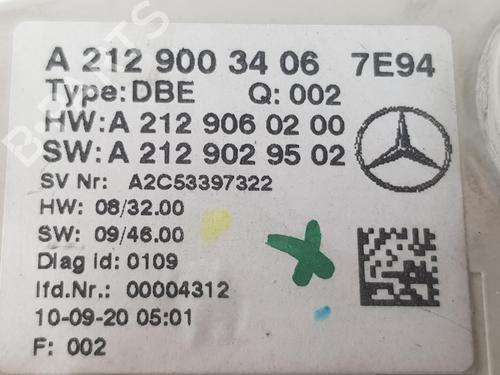 A 212 900 34 06 7E94
Type: DBE Q: 002
HW: A 212 906 02 00
SW: A 212 902 95 02
SV Nr: A2C53397322
HW: 08/32.00
SW: 09/46.00
Diag id: 0109
lfd.Nr.: 00004312
10-09-20 05:01
F: 002